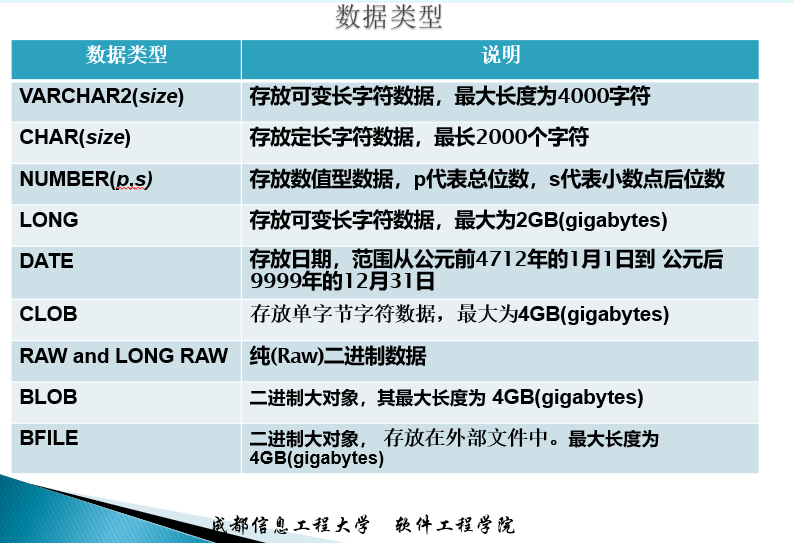 数据类型
数据类型 说明
VARCHAR2(size) 存放可变长字符数据，最大长度为4000字符
CHAR(size) 存放定长字符数据，最长2000个字符
NUMBER(p.s) 存放数值型数据，p代表总位数，s代表小数点后位数
LONG 存放可变长字符数据，最大为2GB(gigabytes)
DATE 存放日期，范围从公元前4712年的1月1日到 公元后
9999年的12月31日
CLOB 存放单字节字符数据，最大为4GB(gigabytes)
RAW and LONG RAW 纯(Raw)二进制数据
BLOB 二进制大对象，其最大长度为 4GB(gigabytes)
BFILE 二进制大对象， 存放在外部文件中。最大长度为
4GB(gigabytes)
成都信息工程大学 软件工程学院